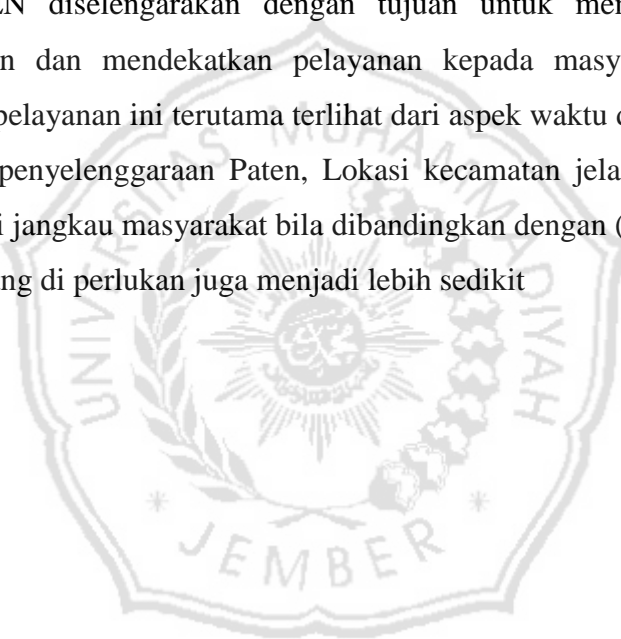 diselengarakan dengan tujuan untuk
dan mendekatkan pelayanan kepada
pelayanan ini terutama terlihat dari aspek waktu
penyelenggaraan Paten, Lokasi kecamatan
jangkau masyarakat bila dibandingkan dengan (
di perlukan juga menjadi lebih sedikit
UNIVERSITAS MUHAMMADIYAH
JEMBER